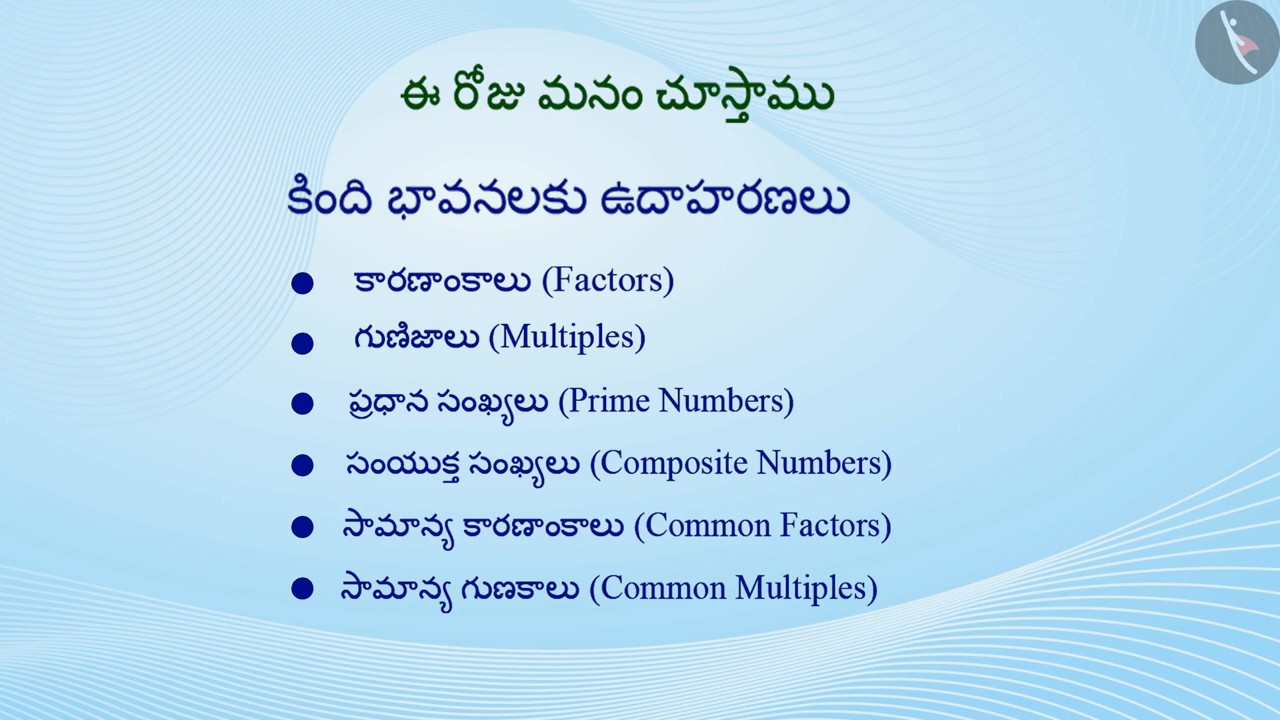 ఈ రోజు మనం చూస్తాము
కింది భావనలకు ఉదాహరణలు
● కారణాంకాలు (Factors)
● గుణిజాలు (Multiples)
● ప్రధాన సంఖ్యలు (Prime Numbers)
● సంయుక్త సంఖ్యలు (Composite Numbers)
● సామాన్య కారణాంకాలు (Common Factors)
● సామాన్య గుణకాలు (Common Multiples)